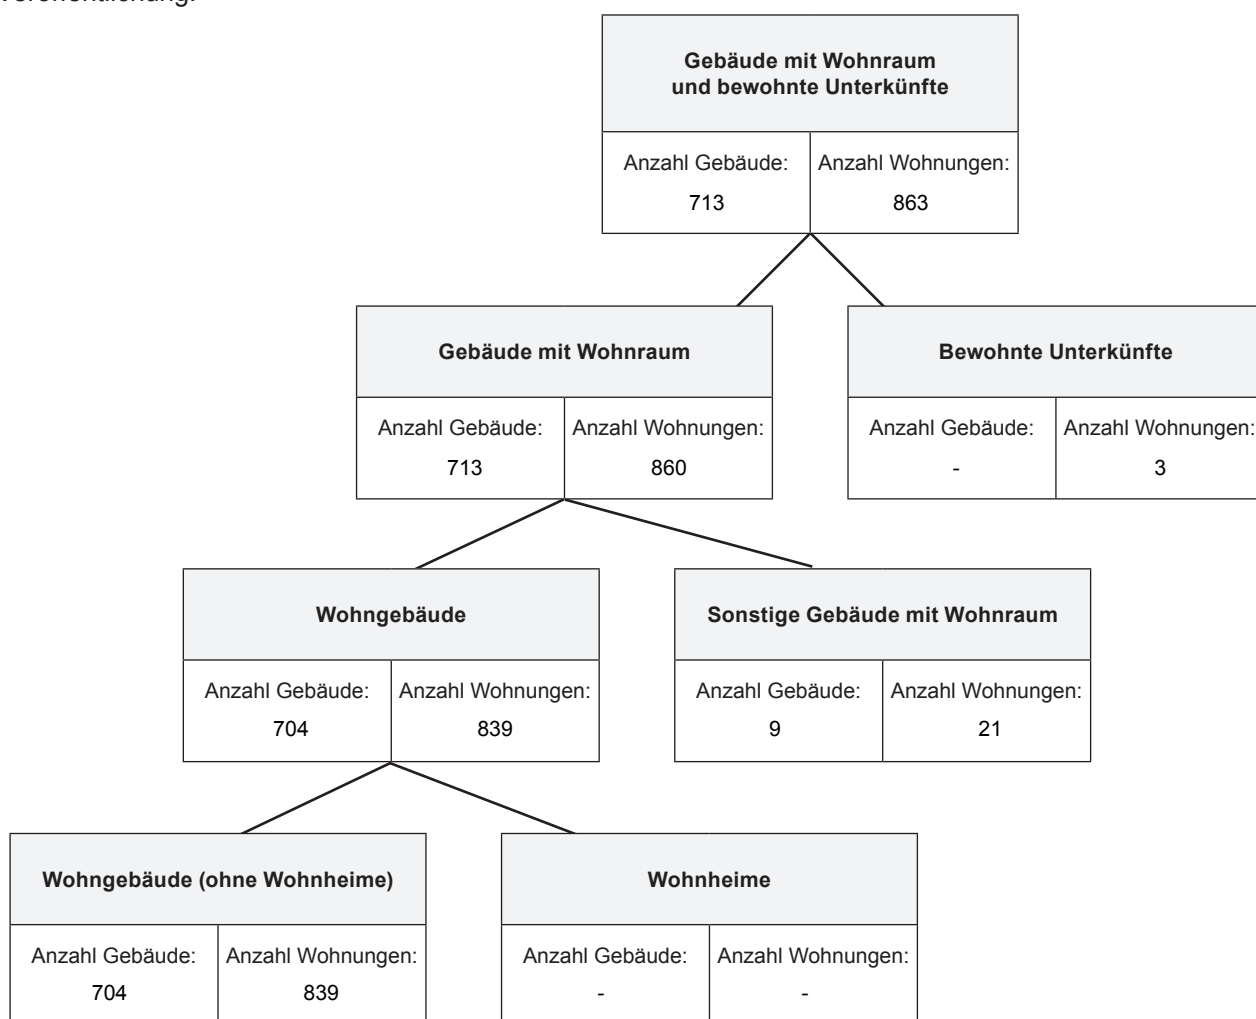 Veröffentlichung.
Gebäude mit Wohnraum
und bewohnte Unterkünfte
Anzahl Gebäude: Anzahl Wohnungen:
713 863
Gebäude mit Wohnraum Bewohnte Unterkünfte
Anzahl Gebäude: Anzahl Wohnungen: Anzahl Gebäude: Anzahl Wohnungen:
713 860 - 3
Wohngebäude Sonstige Gebäude mit Wohnraum
Anzahl Gebäude: Anzahl Wohnungen: Anzahl Gebäude: Anzahl Wohnungen:
704 839 9 21
Wohngebäude (ohne Wohnheime) Wohnheime
Anzahl Gebäude: Anzahl Wohnungen: Anzahl Gebäude: Anzahl Wohnungen:
704 839 - -